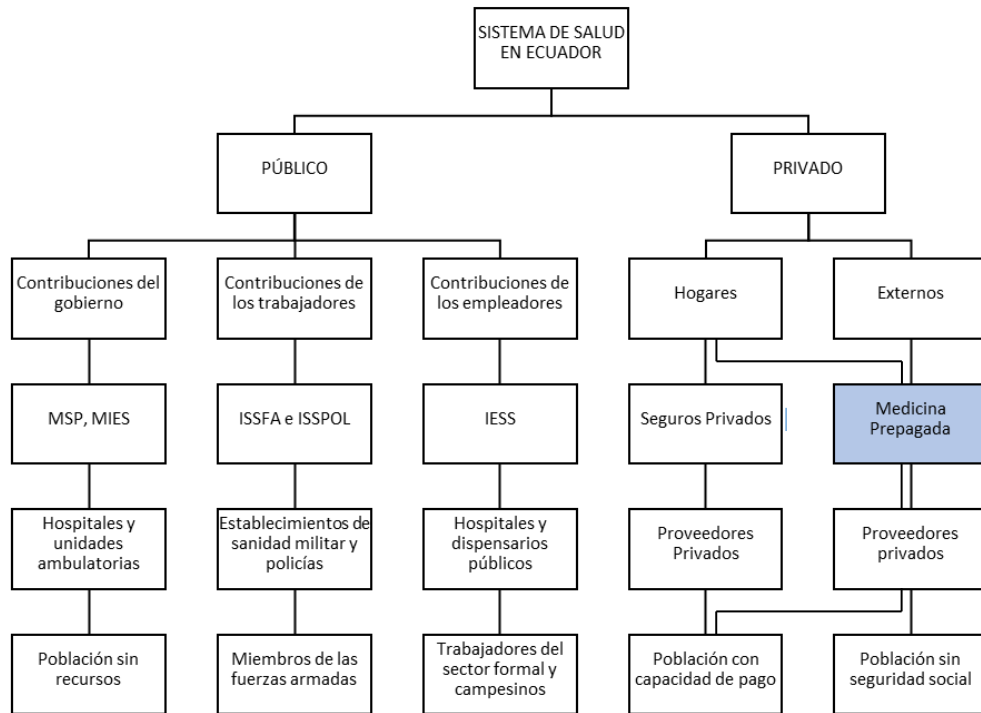 SISTEMA DE SALUD
EN ECUADOR
PÚBLICO
PRIVADO
Contribuciones del
gobierno
Contribuciones de
los trabajadores
Contribuciones de
los empleadores
Hogares
Externos
MSP, MIES
ISSFA e ISSPOL
IESS
Seguros Privados
Medicina
Prepagada
Hospitales y
unidades
ambulatorias
Establecimientos de
sanidad militar y
policías
Hospitales y
dispensarios
públicos
Proveedores
Privados
Proveedores
privados
Población sin
recursos
Miembros de las
fuerzas armadas
Trabajadores del
sector formal y
campesinos
Población con
capacidad de pago
Población sin
seguridad social